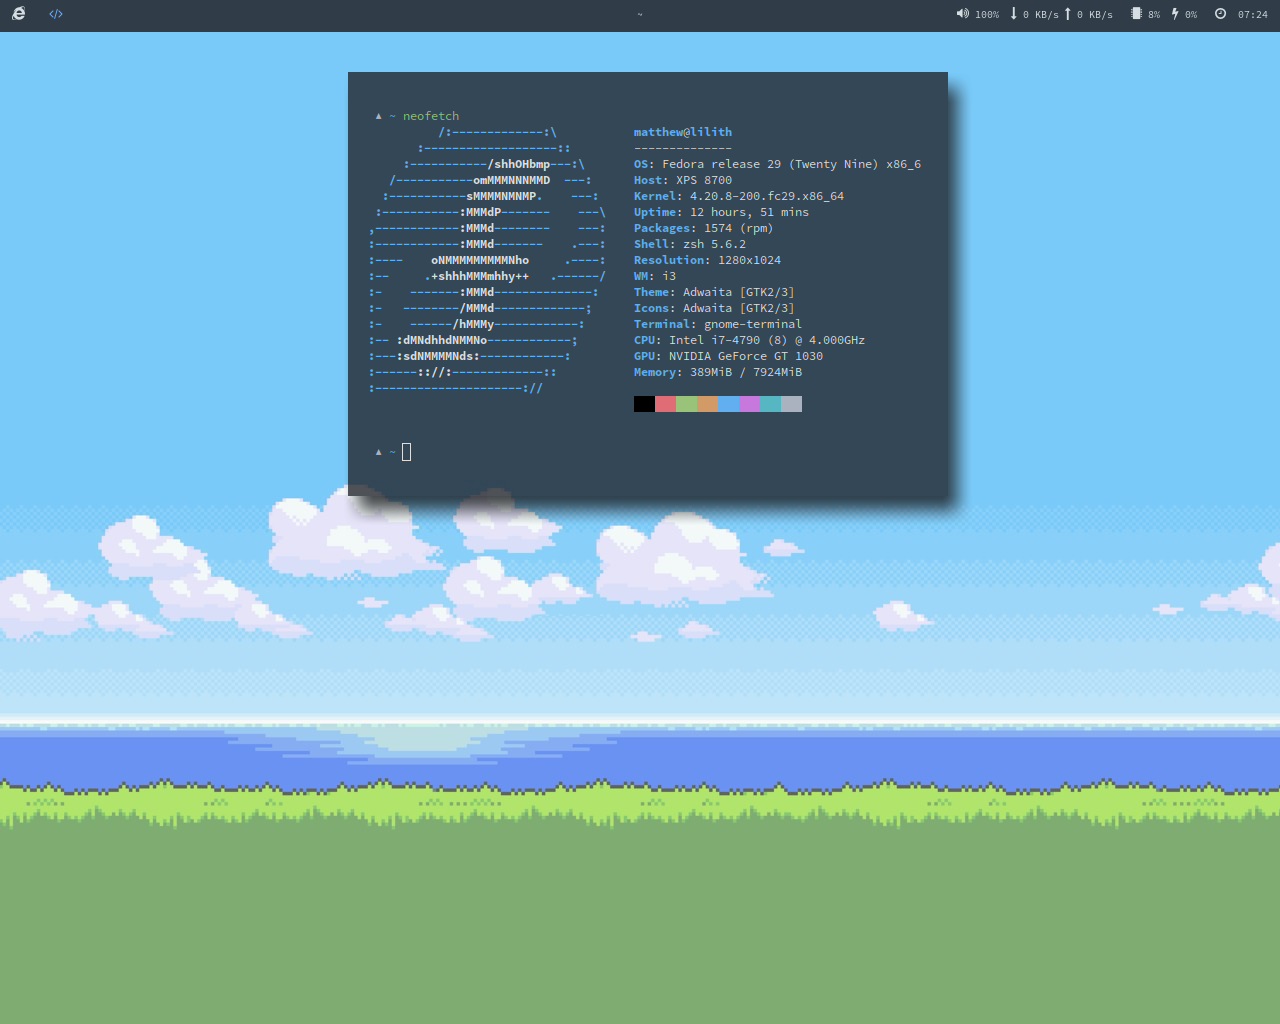 </> ~ 100% 0 KB/s 0 KB/s 8% 0% 07:24
▲ ~ neofetch
/:-------------:\
:-------------------::
:-----------/shhOHbmp---:\
/-----------omMMMNNNMMD  ---:
:-----------sMMMMNMNMP.    ---:
:-----------:MMMdP-------    ---\
,------------:MMMd--------    ---:
:------------:MMMd-------    .---:
:----    oNMMMMMMMMMNho     .----:
:--     .+shhhMMMmhhy++   .------/
:-    -------:MMMd--------------:
:-   --------/MMMd-------------;
:-    ------/hMMMy------------:
:-- :dMNdhhdNMMNo------------;
:---:sdNMMMMNds:------------:
:------:://:-------------::
:---------------------://
matthew@lilith
--------------
OS: Fedora release 29 (Twenty Nine) x86_6
Host: XPS 8700
Kernel: 4.20.8-200.fc29.x86_64
Uptime: 12 hours, 51 mins
Packages: 1574 (rpm)
Shell: zsh 5.6.2
Resolution: 1280x1024
WM: i3
Theme: Adwaita [GTK2/3]
Icons: Adwaita [GTK2/3]
Terminal: gnome-terminal
CPU: Intel i7-4790 (8) @ 4.000GHz
GPU: NVIDIA GeForce GT 1030
Memory: 389MiB / 7924MiB
▲ ~